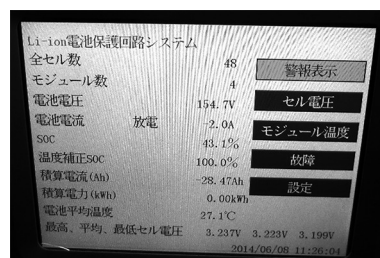 Li-ion電池保護回路システム
全セル数 48
警報表示
モジュール数 4
電池電圧 154.7V
セル電圧
電池電流 放電 -2.0A
モジュール温度
SOC 43.1%
温度補正SOC 100.0%
故障
積算電流(Ah) -28.47Ah
積算電力(kWh) 0.00kWh
設定
電池平均温度 27.1℃
最高、平均、最低セル電圧 3.237V 3.223V 3.199V
2014/06/08 11:26:04